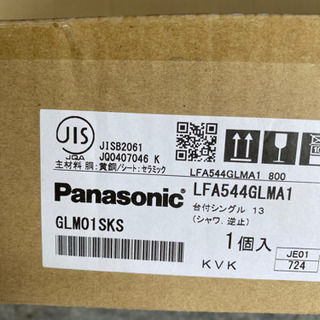 JIS
JQA
JISB2061
JQ0407046 K
主材料 胴:黄銅/シート:セラミック
LFA544GLMA1 800
Panasonic
LFA544GLMA1
GLM01SKS
台付シングル 13
(シャワ、逆止)
1個入
KVK
JE01
724